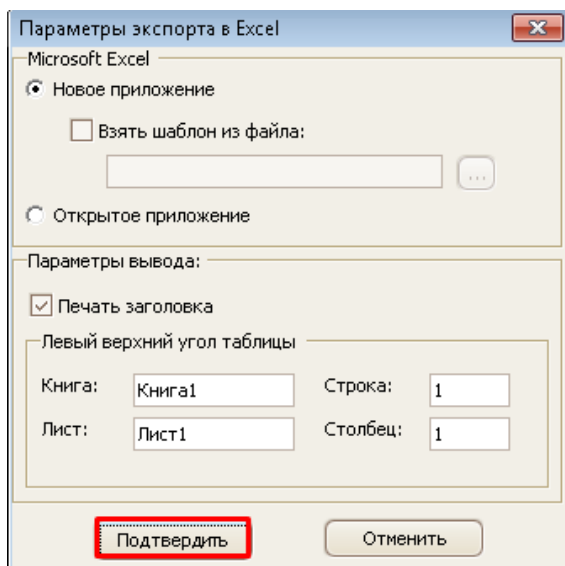 Параметры экспорта в Excel
Microsoft Excel
Новое приложение
Взять шаблон из файла:
...
Открытое приложение
Параметры вывода:
Печать заголовка
Левый верхний угол таблицы
Книга: Книга1 Строка: 1
Лист: Лист1 Столбец: 1
Подтвердить Отменить